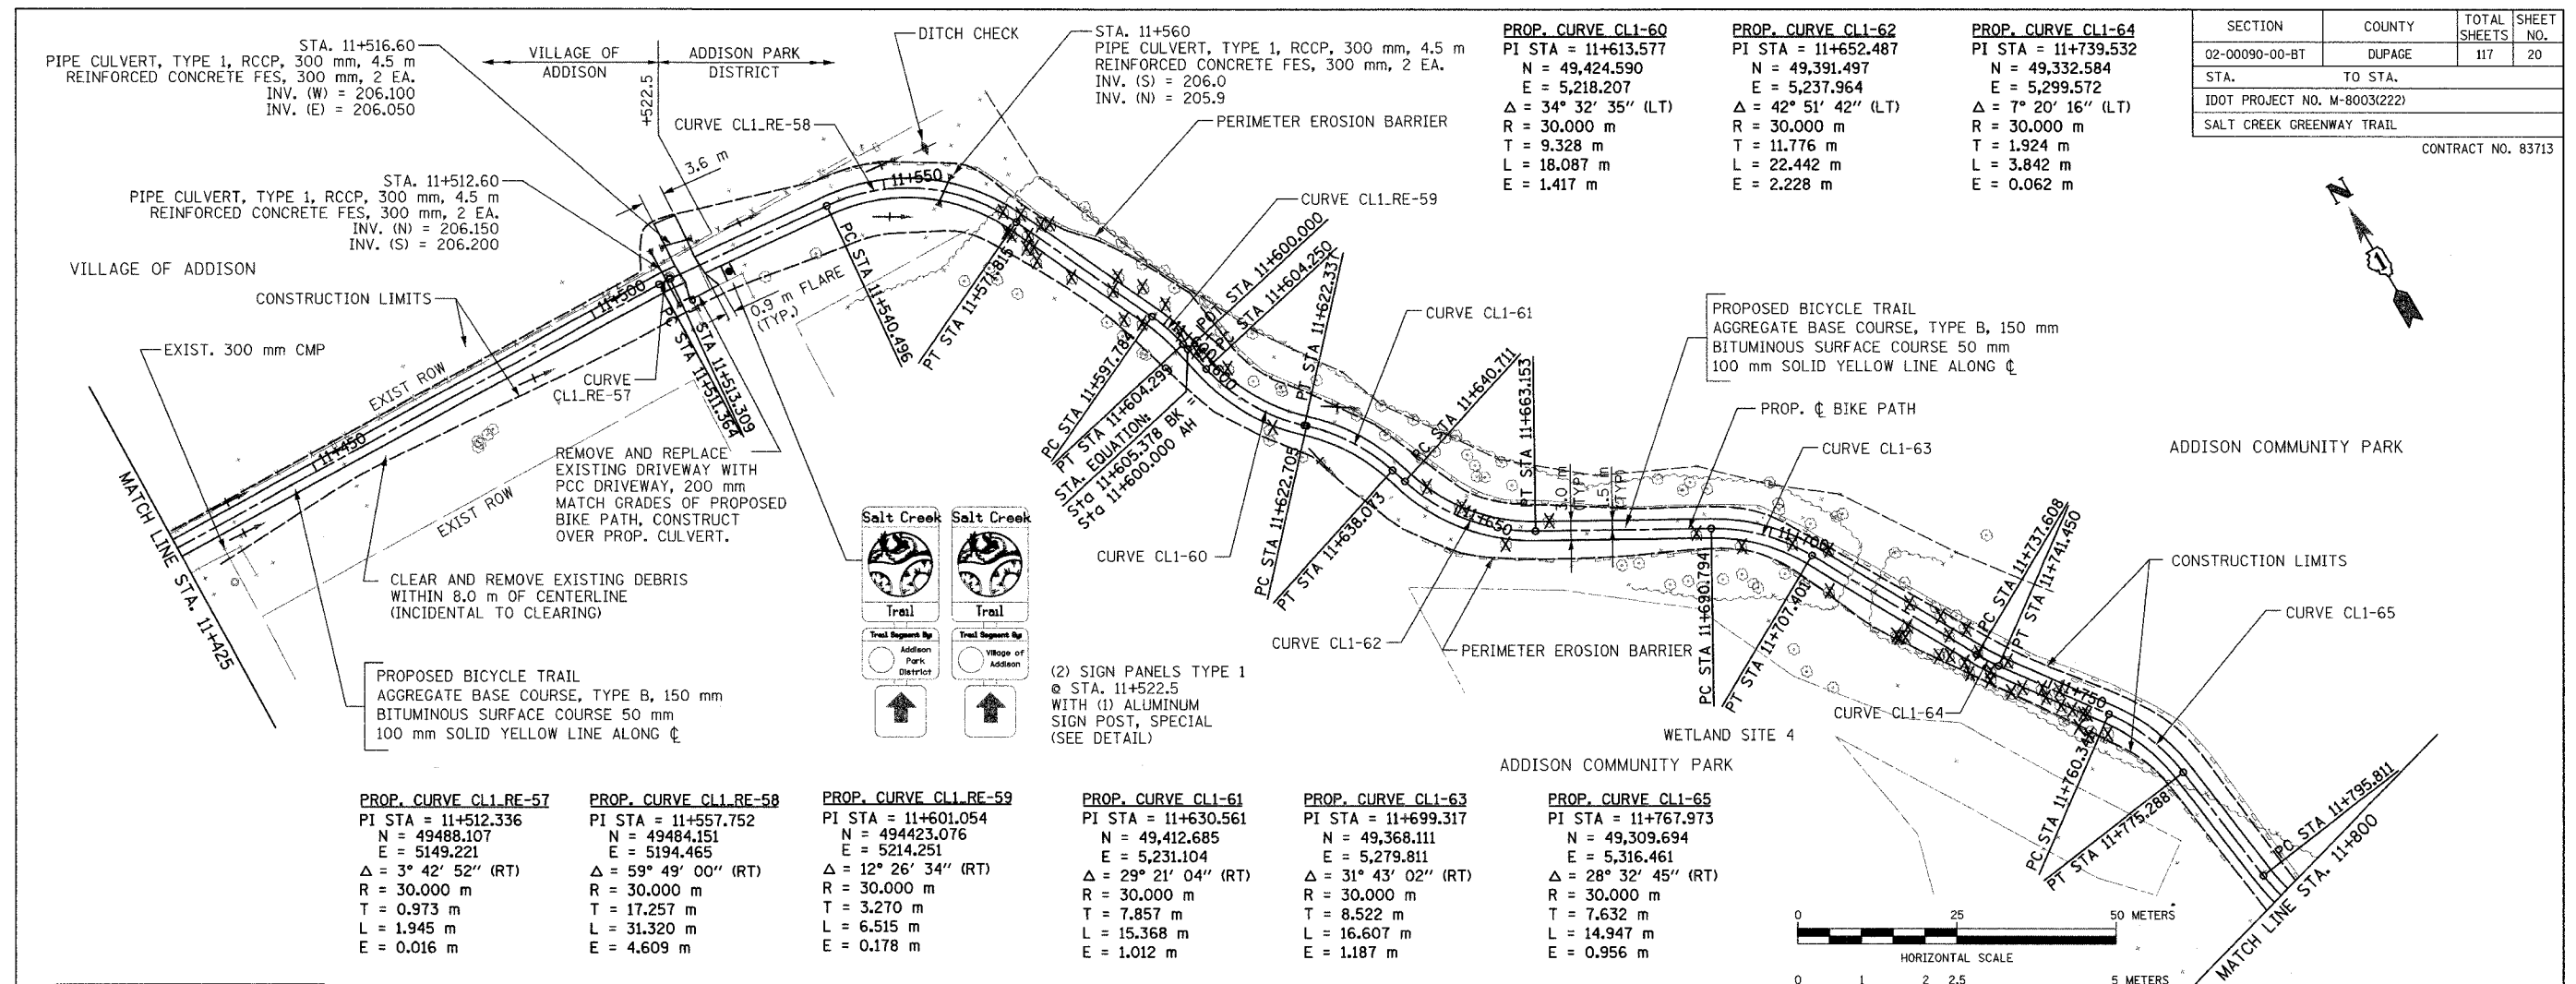 SECTION
COUNTY
TOTAL SHEETS
SHEET NO.
02-00090-00-BT
DUPAGE
117
20
STA. TO STA.
IDOT PROJECT NO. M-8003(222)
SALT CREEK GREENWAY TRAIL
CONTRACT NO. 83713
STA. 11+516.60
PIPE CULVERT, TYPE 1, RCCP, 300 mm, 4.5 m
REINFORCED CONCRETE FES, 300 mm, 2 EA.
INV. (W) = 206.100
INV. (E) = 206.050
VILLAGE OF
ADDISON
ADDISON PARK
DISTRICT
+522.5
DITCH CHECK
STA. 11+560
PIPE CULVERT, TYPE 1, RCCP, 300 mm, 4.5 m
REINFORCED CONCRETE FES, 300 mm, 2 EA.
INV. (S) = 206.0
INV. (N) = 205.9
CURVE CL1_RE-58
PERIMETER EROSION BARRIER
3.6 m
STA. 11+512.60
PIPE CULVERT, TYPE 1, RCCP, 300 mm, 4.5 m
REINFORCED CONCRETE FES, 300 mm, 2 EA.
INV. (N) = 206.150
INV. (S) = 206.200
VILLAGE OF ADDISON
CONSTRUCTION LIMITS
EXIST. 300 mm CMP
EXIST ROW
EXIST ROW
11+450
11+500
11+550
CURVE
CL1_RE-57
PC STA 11+511.364
PT STA 11+513.309
0.9 m FLARE
(TYP.)
PC STA 11+540.496
PT STA 11+571.815
CURVE CL1_RE-59
POT STA 11+600.000
PC STA 11+604.250
PT STA 11+622.331
PC STA 11+597.784
PT STA 11+604.299
STA. EQUATION:
Sta 11+605.378 BK
Sta 11+600.000 AH
CURVE CL1-61
PC STA 11+640.711
PT STA 11+663.153
PC STA 11+622.705
PT STA 11+638.073
CURVE CL1-60
CURVE CL1-62
11+650
3.0 m
(TYP)
1.5 m
(TYP)
PROPOSED BICYCLE TRAIL
AGGREGATE BASE COURSE, TYPE B, 150 mm
BITUMINOUS SURFACE COURSE 50 mm
100 mm SOLID YELLOW LINE ALONG ℄
PROP. ℄ BIKE PATH
CURVE CL1-63
11+700
ADDISON COMMUNITY PARK
N
1
PC STA 11+690.794
PT STA 11+707.401
PERIMETER EROSION BARRIER
PC STA 11+737.608
PT STA 11+741.450
CONSTRUCTION LIMITS
CURVE CL1-65
CURVE CL1-64
11+750
WETLAND SITE 4
ADDISON COMMUNITY PARK
PT STA 11+775.288
PC STA 11+795.811
MATCH LINE STA. 11+800
MATCH LINE STA. 11+425
REMOVE AND REPLACE
EXISTING DRIVEWAY WITH
PCC DRIVEWAY, 200 mm
MATCH GRADES OF PROPOSED
BIKE PATH, CONSTRUCT
OVER PROP. CULVERT.
CLEAR AND REMOVE EXISTING DEBRIS
WITHIN 8.0 m OF CENTERLINE
(INCIDENTAL TO CLEARING)
PROPOSED BICYCLE TRAIL
AGGREGATE BASE COURSE, TYPE B, 150 mm
BITUMINOUS SURFACE COURSE 50 mm
100 mm SOLID YELLOW LINE ALONG ℄
Salt Creek
Trail
Trail Segment By:
Addison
Park
District
Salt Creek
Trail
Trail Segment By:
Village of
Addison
(2) SIGN PANELS TYPE 1
@ STA. 11+522.5
WITH (1) ALUMINUM
SIGN POST, SPECIAL
(SEE DETAIL)
PROP. CURVE CL1-60
PI STA = 11+613.577
N = 49,424.590
E = 5,218.207
Δ = 34° 32' 35" (LT)
R = 30.000 m
T = 9.328 m
L = 18.087 m
E = 1.417 m
PROP. CURVE CL1-62
PI STA = 11+652.487
N = 49,391.497
E = 5,237.964
Δ = 42° 51' 42" (LT)
R = 30.000 m
T = 11.776 m
L = 22.442 m
E = 2.228 m
PROP. CURVE CL1-64
PI STA = 11+739.532
N = 49,332.584
E = 5,299.572
Δ = 7° 20' 16" (LT)
R = 30.000 m
T = 1.924 m
L = 3.842 m
E = 0.062 m
PROP. CURVE CL1_RE-57
PI STA = 11+512.336
N = 49488.107
E = 5149.221
Δ = 3° 42' 52" (RT)
R = 30.000 m
T = 0.973 m
L = 1.945 m
E = 0.016 m
PROP. CURVE CL1_RE-58
PI STA = 11+557.752
N = 49484.151
E = 5194.465
Δ = 59° 49' 00" (RT)
R = 30.000 m
T = 17.257 m
L = 31.320 m
E = 4.609 m
PROP. CURVE CL1_RE-59
PI STA = 11+601.054
N = 494423.076
E = 5214.251
Δ = 12° 26' 34" (RT)
R = 30.000 m
T = 3.270 m
L = 6.515 m
E = 0.178 m
PROP. CURVE CL1-61
PI STA = 11+630.561
N = 49,412.685
E = 5,231.104
Δ = 29° 21' 04" (RT)
R = 30.000 m
T = 7.857 m
L = 15.368 m
E = 1.012 m
PROP. CURVE CL1-63
PI STA = 11+699.317
N = 49,368.111
E = 5,279.811
Δ = 31° 43' 02" (RT)
R = 30.000 m
T = 8.522 m
L = 16.607 m
E = 1.187 m
PROP. CURVE CL1-65
PI STA = 11+767.973
N = 49,309.694
E = 5,316.461
Δ = 28° 32' 45" (RT)
R = 30.000 m
T = 7.632 m
L = 14.947 m
E = 0.956 m
0 25 50 METERS
HORIZONTAL SCALE
0 1 2 2.5 5 METERS